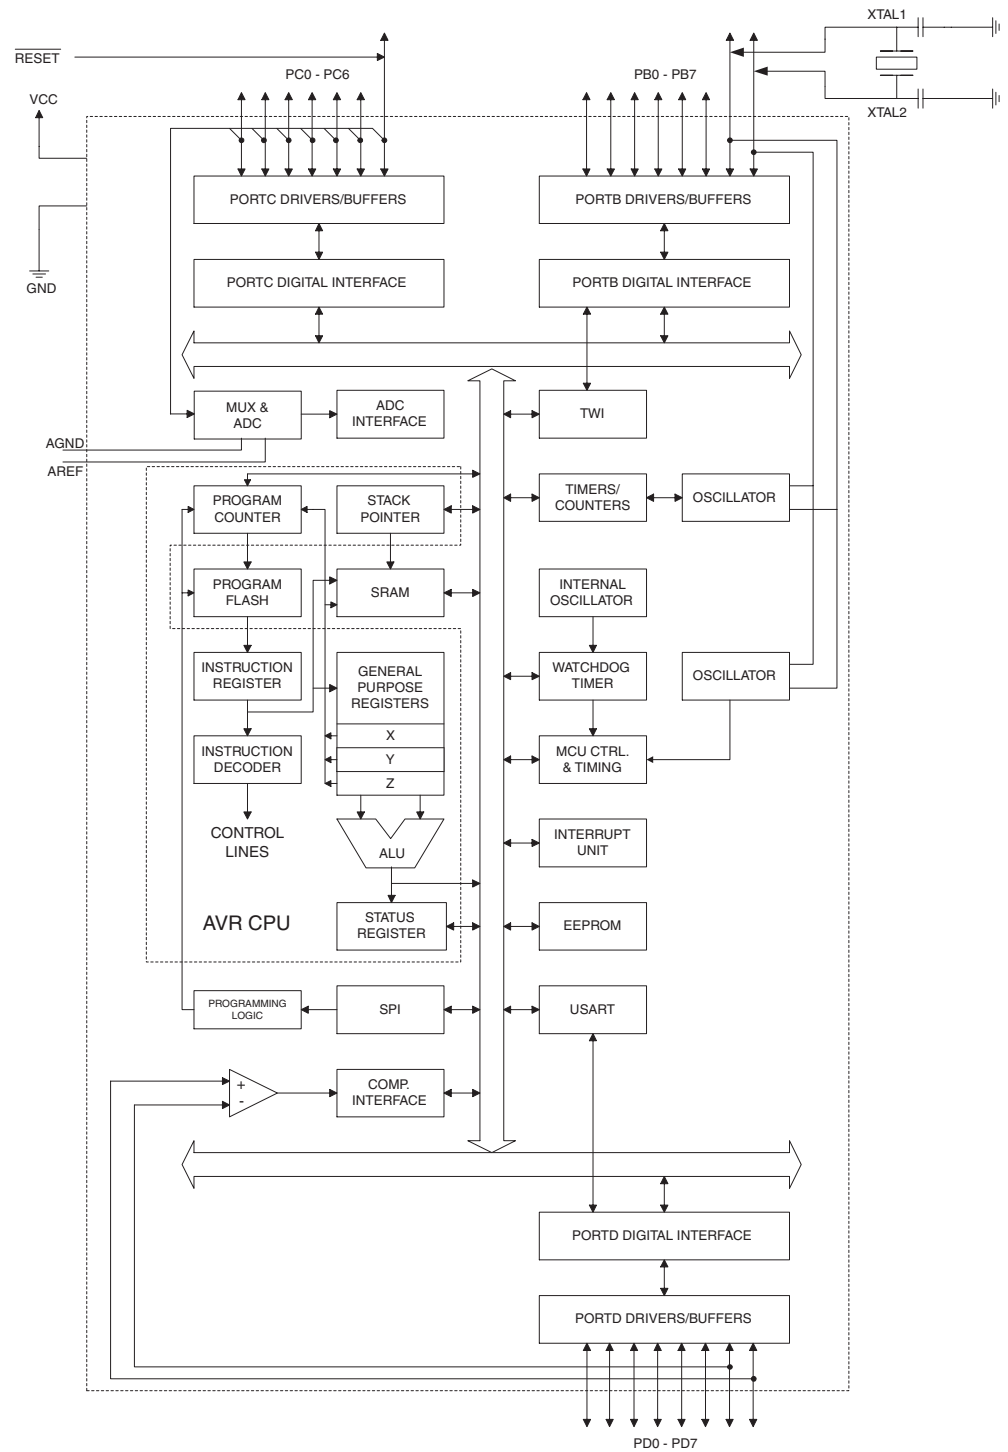 XTAL1
RESET
PC0 - PC6
PB0 - PB7
VCC
XTAL2
PORTC DRIVERS/BUFFERS
PORTB DRIVERS/BUFFERS
PORTC DIGITAL INTERFACE
PORTB DIGITAL INTERFACE
GND
MUX &
ADC
ADC
INTERFACE
TWI
AGND
AREF
PROGRAM
COUNTER
STACK
POINTER
TIMERS/
COUNTERS
OSCILLATOR
PROGRAM
FLASH
SRAM
INTERNAL
OSCILLATOR
INSTRUCTION
REGISTER
GENERAL
PURPOSE
REGISTERS
WATCHDOG
TIMER
OSCILLATOR
X
INSTRUCTION
DECODER
Y
Z
MCU CTRL.
& TIMING
CONTROL
LINES
ALU
INTERRUPT
UNIT
AVR CPU
STATUS
REGISTER
EEPROM
PROGRAMMING
LOGIC
SPI
USART
+
-
COMP.
INTERFACE
PORTD DIGITAL INTERFACE
PORTD DRIVERS/BUFFERS
PD0 - PD7